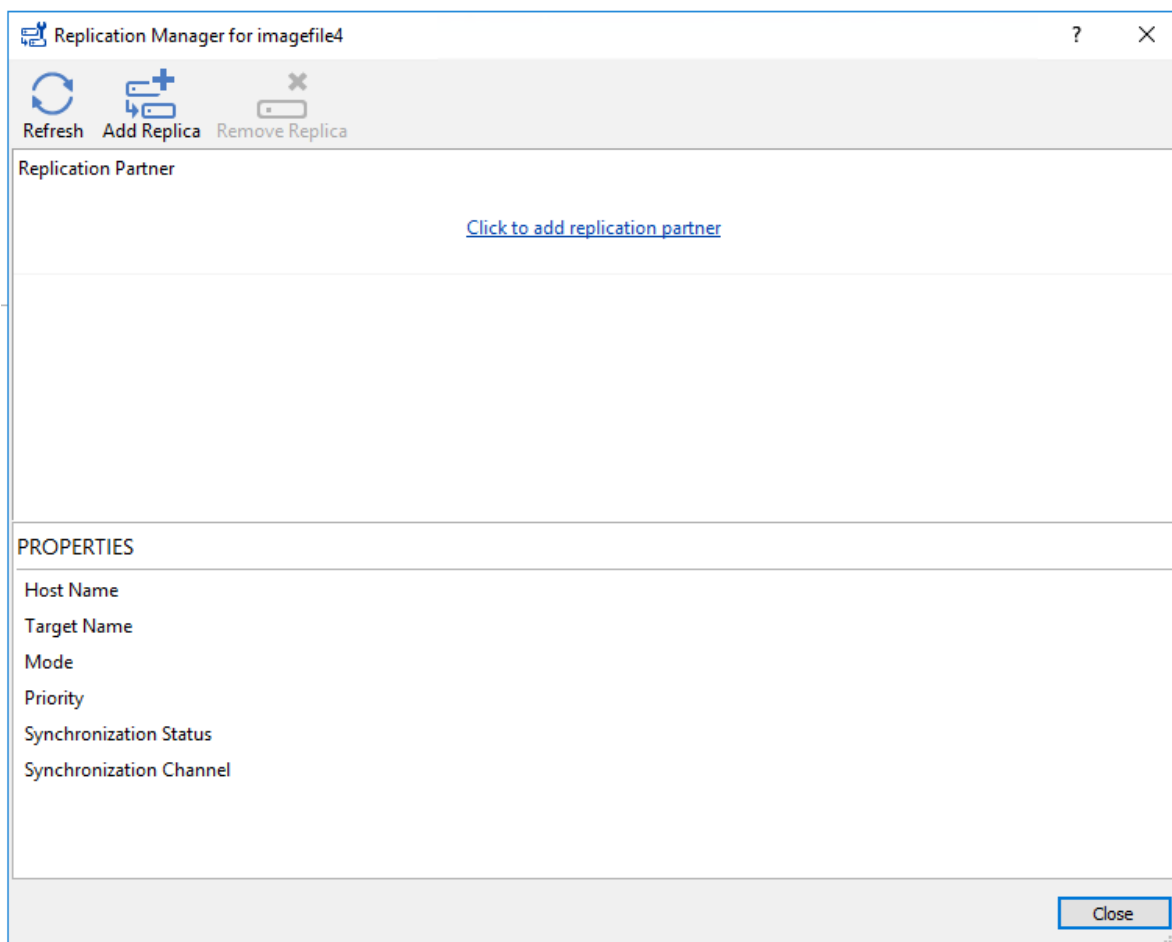 Replication Manager for imagefile4
?
Refresh Add Replica Remove Replica
Replication Partner
Click to add replication partner
PROPERTIES
Host Name
Target Name
Mode
Priority
Synchronization Status
Synchronization Channel
Close